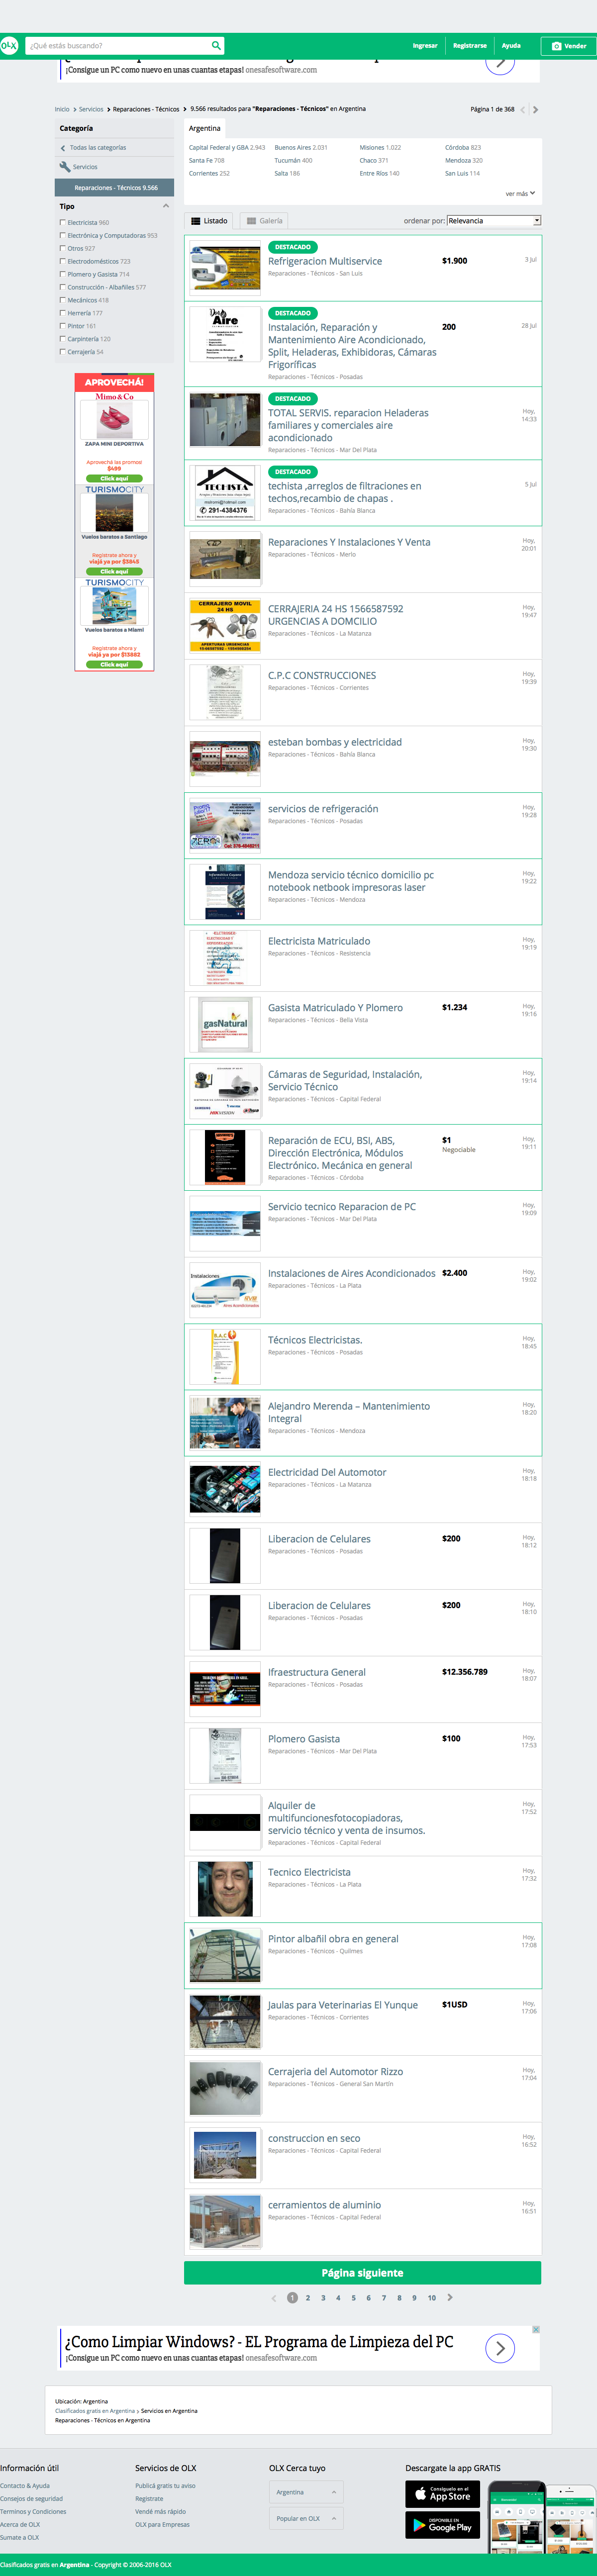 OLX
¿Qué estás buscando?
Ingresar
Registrarse
Ayuda
Vender
¡Consigue un PC como nuevo en unas cuantas etapas! onesafesoftware.com
Inicio > Servicios > Reparaciones - Técnicos > 9.566 resultados para "Reparaciones - Técnicos" en Argentina
Página 1 de 368
Categoría
Todas las categorías
Servicios
Reparaciones - Técnicos 9.566
Tipo
Electricista 960
Electrónica y Computadoras 953
Otros 927
Electrodomésticos 723
Plomero y Gasista 714
Construcción - Albañiles 577
Mecánicos 418
Herrería 177
Pintor 161
Carpintería 120
Cerrajería 54
APROVECHÁ!
Mimo&Co
ZAPA MINI DEPORTIVA
Aprovechá las promos!
$499
Click aquí
TURISMOCITY
Vuelos baratos a Santiago
Registrate ahora y
viajá ya por $3845
Click aquí
TURISMOCITY
Vuelos baratos a Miami
Registrate ahora y
viajá ya por $13882
Click aquí
Argentina
Capital Federal y GBA 2.943
Buenos Aires 2.031
Misiones 1.022
Córdoba 823
Santa Fe 708
Tucumán 400
Chaco 371
Mendoza 320
Corrientes 252
Salta 186
Entre Ríos 140
San Luis 114
ver más
Listado
Galería
ordenar por: Relevancia
DESTACADO
Refrigeracion Multiservice
Reparaciones - Técnicos - San Luis
$1.900
3 Jul
DESTACADO
Instalación, Reparación y
Mantenimiento Aire Acondicionado,
Split, Heladeras, Exhibidoras, Cámaras
Frigoríficas
Reparaciones - Técnicos - Posadas
200
28 Jul
Aire
DESTACADO
TOTAL SERVIS. reparacion Heladeras
familiares y comerciales aire
acondicionado
Reparaciones - Técnicos - Mar Del Plata
Hoy,
14:33
DESTACADO
techista ,arreglos de filtraciones en
techos,recambio de chapas .
Reparaciones - Técnicos - Bahía Blanca
5 Jul
TECHISTA
291-4384376
Reparaciones Y Instalaciones Y Venta
Reparaciones - Técnicos - Merlo
Hoy,
20:01
CERRAJERO MOVIL
24 HS
APERTURAS URGENCIAS
CERRAJERIA 24 HS 1566587592
URGENCIAS A DOMICILIO
Reparaciones - Técnicos - La Matanza
Hoy,
19:47
C.P.C CONSTRUCCIONES
Reparaciones - Técnicos - Corrientes
Hoy,
19:39
esteban bombas y electricidad
Reparaciones - Técnicos - Bahía Blanca
Hoy,
19:30
servicios de refrigeración
Reparaciones - Técnicos - Posadas
Hoy,
19:28
Mendoza servicio técnico domicilio pc
notebook netbook impresoras laser
Reparaciones - Técnicos - Mendoza
Hoy,
19:22
Electricista Matriculado
Reparaciones - Técnicos - Resistencia
Hoy,
19:19
gasNatural
Gasista Matriculado Y Plomero
Reparaciones - Técnicos - Bella Vista
$1.234
Hoy,
19:16
Cámaras de Seguridad, Instalación,
Servicio Técnico
Reparaciones - Técnicos - Capital Federal
Hoy,
19:14
SAMSUNG
HIKVISION
alhua
Reparación de ECU, BSI, ABS,
Dirección Electrónica, Módulos
Electrónico. Mecánica en general
Reparaciones - Técnicos - Córdoba
$1
Negociable
Hoy,
19:11
Servicio tecnico Reparacion de PC
Reparaciones - Técnicos - Mar Del Plata
Hoy,
19:09
Instalaciones
Instalaciones de Aires Acondicionados
Reparaciones - Técnicos - La Plata
$2.400
Hoy,
19:02
Técnicos Electricistas.
Reparaciones - Técnicos - Posadas
Hoy,
18:45
Alejandro Merenda – Mantenimiento
Integral
Reparaciones - Técnicos - Mendoza
Hoy,
18:20
Electricidad Del Automotor
Reparaciones - Técnicos - La Matanza
Hoy,
18:18
Liberacion de Celulares
Reparaciones - Técnicos - Posadas
$200
Hoy,
18:12
Liberacion de Celulares
Reparaciones - Técnicos - Posadas
$200
Hoy,
18:10
Ifraestructura General
Reparaciones - Técnicos - Posadas
$12.356.789
Hoy,
18:07
Plomero Gasista
Reparaciones - Técnicos - Mar Del Plata
$100
Hoy,
17:53
Alquiler de
multifuncionesfotocopiadoras,
servicio técnico y venta de insumos.
Reparaciones - Técnicos - Capital Federal
Hoy,
17:52
Tecnico Electricista
Reparaciones - Técnicos - La Plata
Hoy,
17:32
Pintor albañil obra en general
Reparaciones - Técnicos - Quilmes
Hoy,
17:08
Jaulas para Veterinarias El Yunque
Reparaciones - Técnicos - Corrientes
$1USD
Hoy,
17:06
Cerrajeria del Automotor Rizzo
Reparaciones - Técnicos - General San Martín
Hoy,
17:04
construccion en seco
Reparaciones - Técnicos - Capital Federal
Hoy,
16:52
cerramientos de aluminio
Reparaciones - Técnicos - Capital Federal
Hoy,
16:51
Página siguiente
1 2 3 4 5 6 7 8 9 10
¿Como Limpiar Windows? - EL Programa de Limpieza del PC
¡Consigue un PC como nuevo en unas cuantas etapas! onesafesoftware.com
Ubicación: Argentina
Clasificados gratis en Argentina > Servicios en Argentina
Reparaciones - Técnicos en Argentina
Información útil
Contacto & Ayuda
Consejos de seguridad
Terminos y Condiciones
Acerca de OLX
Sumate a OLX
Servicios de OLX
Publicá gratis tu aviso
Registrate
Vendé más rápido
OLX para Empresas
OLX Cerca tuyo
Argentina
Popular en OLX
Descargate la app GRATIS
Consíguelo en el
App Store
DISPONIBLE EN
Google Play
Clasificados gratis en Argentina - Copyright © 2006-2016 OLX